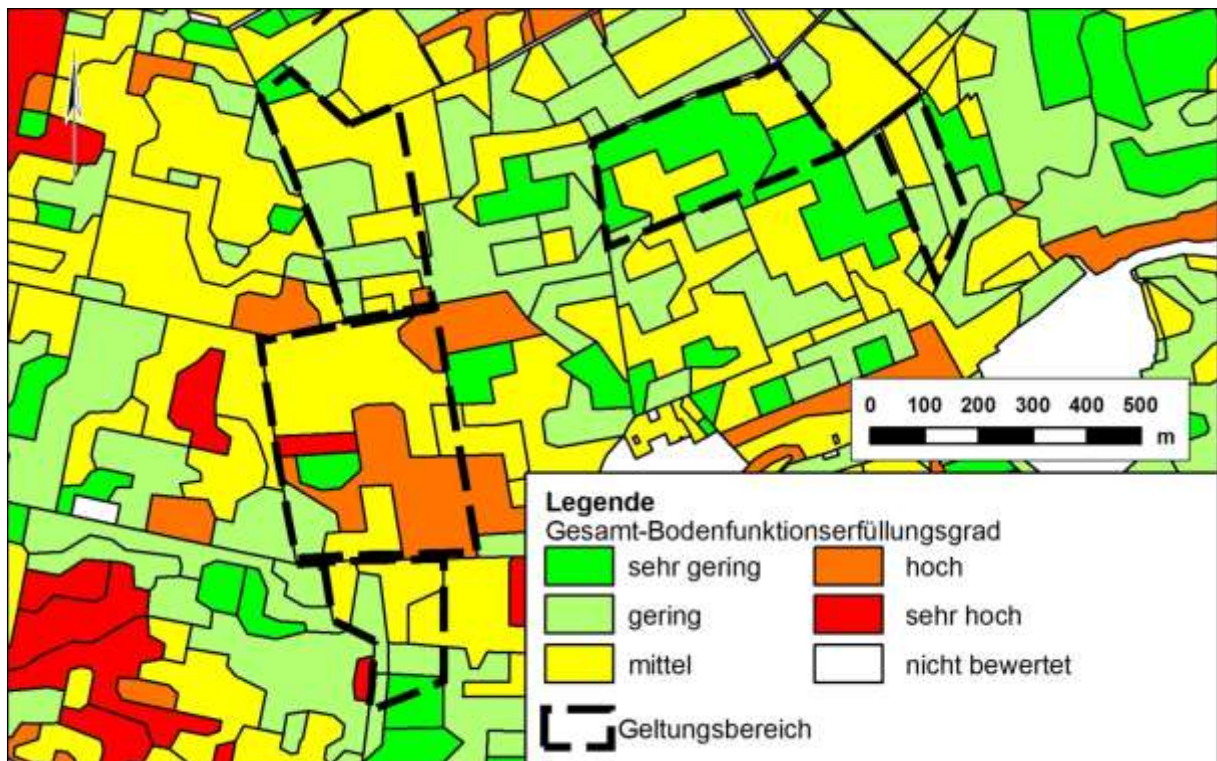 0 100 200 300 400 500
m
Legende
Gesamt-Bodenfunktionserfüllungsgrad
sehr gering
hoch
gering
sehr hoch
mittel
nicht bewertet
Geltungsbereich